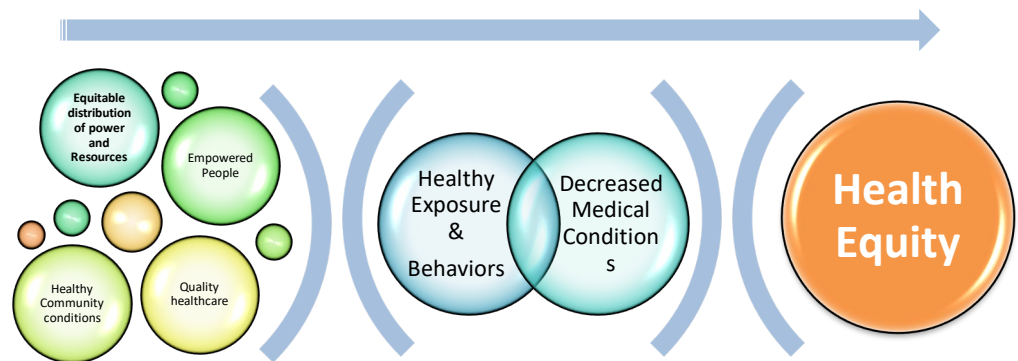 Equitable
distribution
of power
and
Resources
Empowered
People
Healthy
Community
conditions
Quality
healthcare
Healthy
Exposure
&
Behaviors
Decreased
Medical
Condition
s
Health
Equity